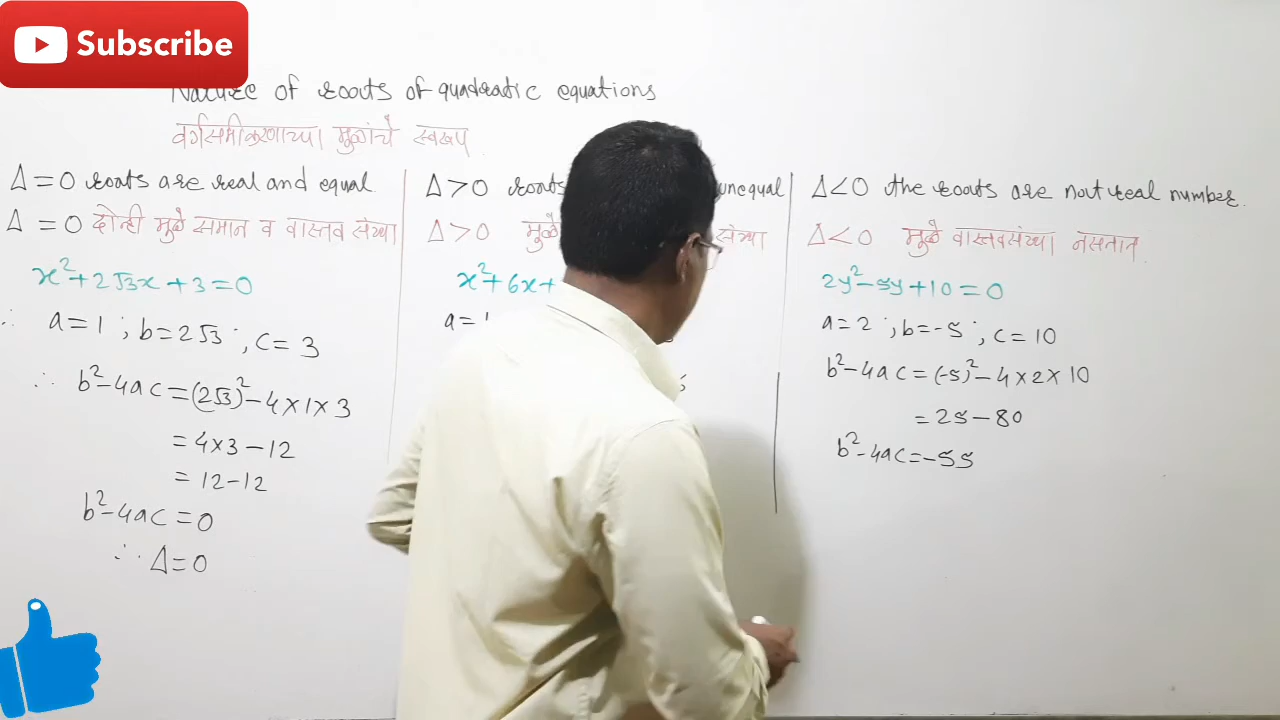 Subscribe
Nature of roots of quadratic equations
वर्गसमीकरणाच्या मुळांचे स्वरूप
Δ=0 roots are real and equal
Δ=0 दोन्ही मुळे समान व वास्तव संख्या
x²+2√3x+3=0
∴ a=1 ; b=2√3 ; c=3
∴ b²-4ac=(2√3)²-4×1×3
=4×3-12
=12-12
b²-4ac=0
∴ Δ=0
Δ>0 roots unequal
Δ>0 मुळे संख्या
x²+6x+
a=1
Δ<0 the roots are not real number.
Δ<0 मुळे वास्तवसंख्या नसतात.
2y²-5y+10=0
a=2 ; b=-5 ; c=10
b²-4ac=(-5)²-4×2×10
=25-80
b²-4ac=-55